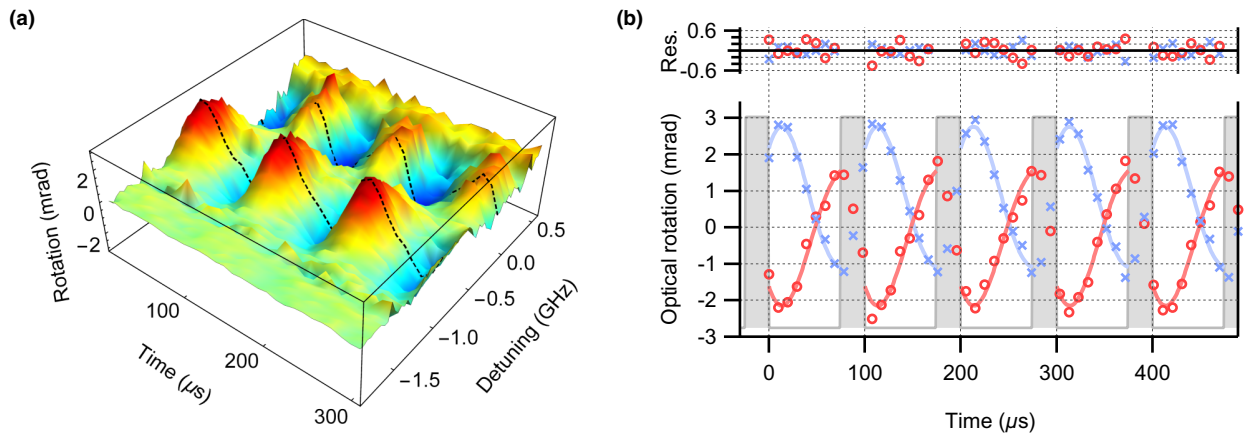 (a)
Rotation (mrad)
2
0
−2
100
200
300
Time (µs)
0.5
0.0
−0.5
−1.0
−1.5
Detuning (GHz)
(b)
Res.
0.6
-0.6
Optical rotation (mrad)
3
2
1
0
-1
-2
-3
0 100 200 300 400
Time (µs)